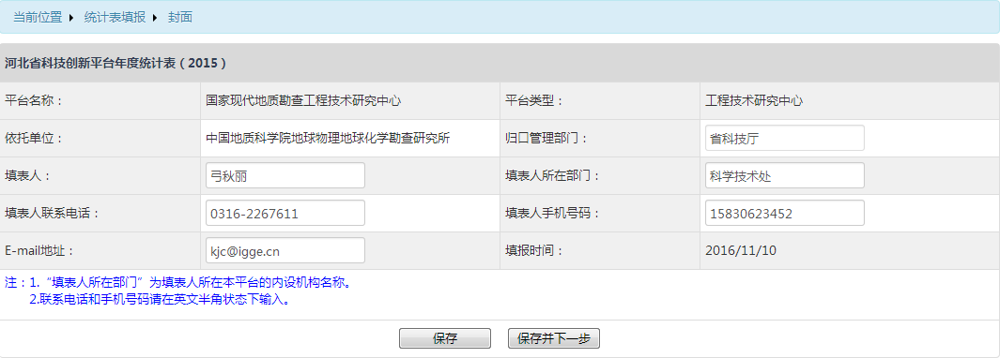 当前位置 统计表填报 封面
河北省科技创新平台年度统计表（2015）
平台名称： 国家现代地质勘查工程技术研究中心 平台类型： 工程技术研究中心
依托单位： 中国地质科学院地球物理地球化学勘查研究所 归口管理部门： 省科技厅
填表人： 弓秋丽 填表人所在部门： 科学技术处
填表人联系电话： 0316-2267611 填表人手机号码： 15830623452
E-mail地址： kjc@igge.cn 填报时间： 2016/11/10
注：1.“填表人所在部门”为填表人所在本平台的内设机构名称。
2.联系电话和手机号码请在英文半角状态下输入。
保存 保存并下一步